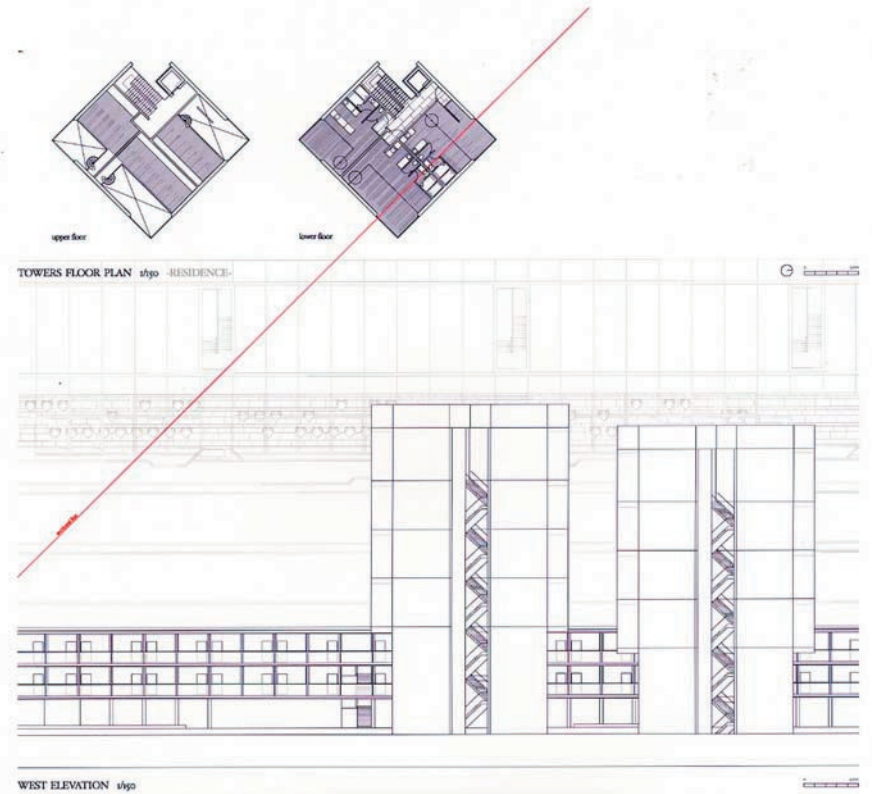 upper floor
lower floor
TOWERS FLOOR PLAN 1/150 -RESIDENCE-
WEST ELEVATION 1/150